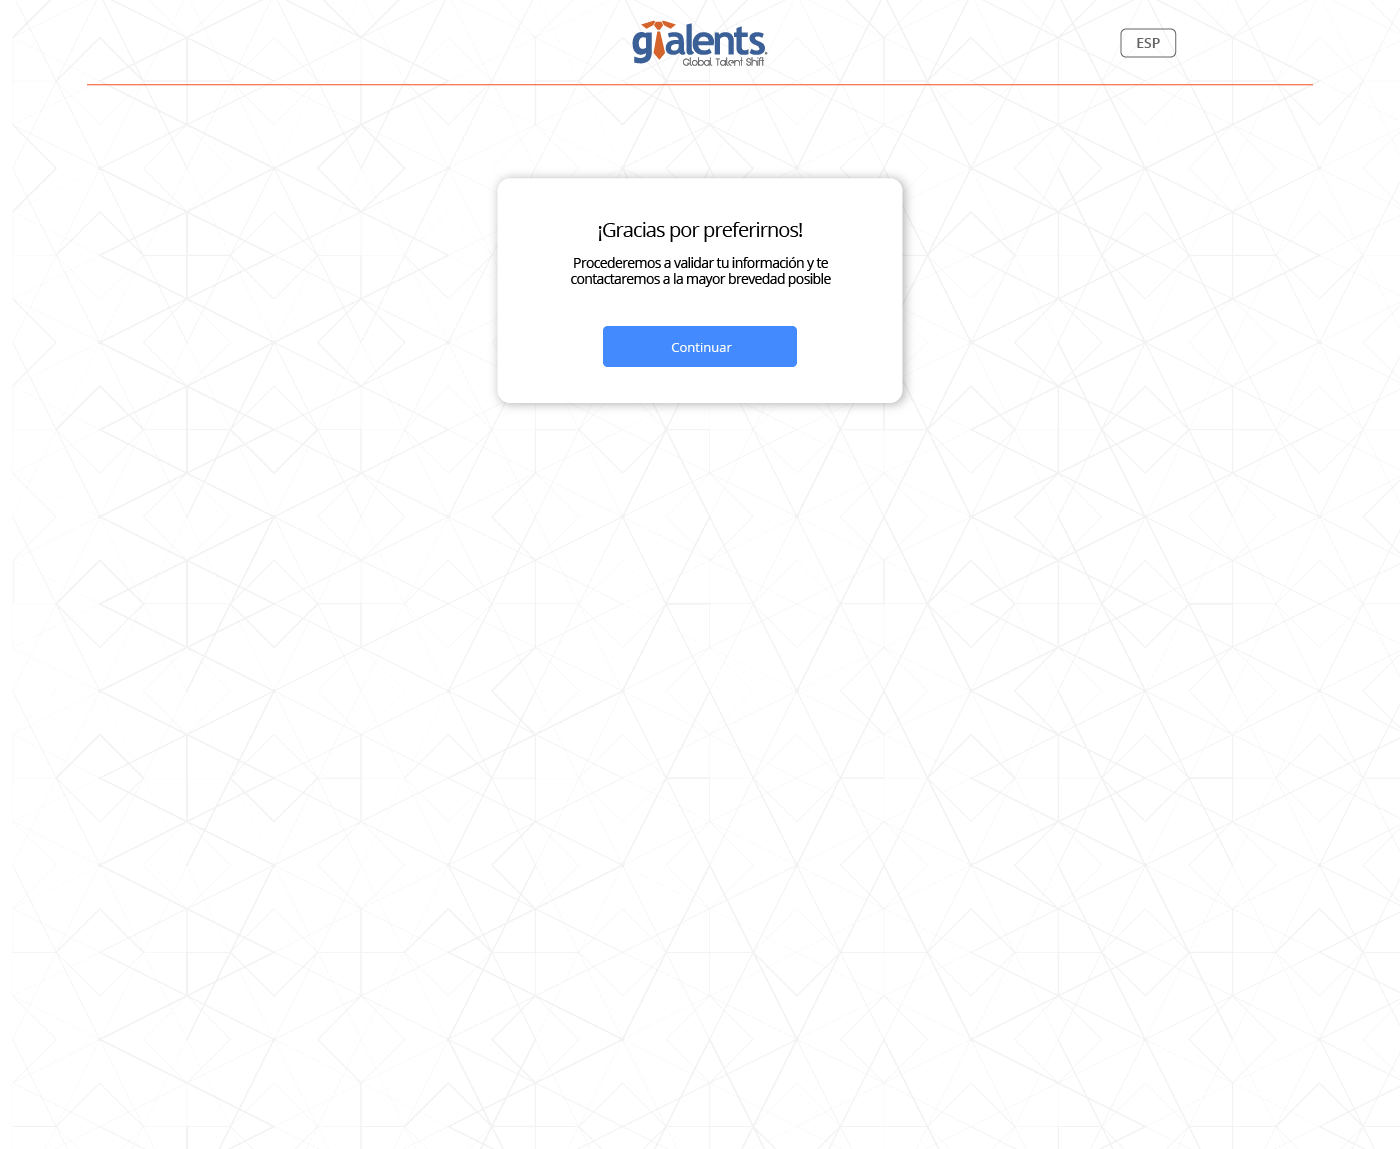 gtalents.
Global Talent Shift
ESP
¡Gracias por preferirnos!
Procederemos a validar tu información y te
contactaremos a la mayor brevedad posible
Continuar